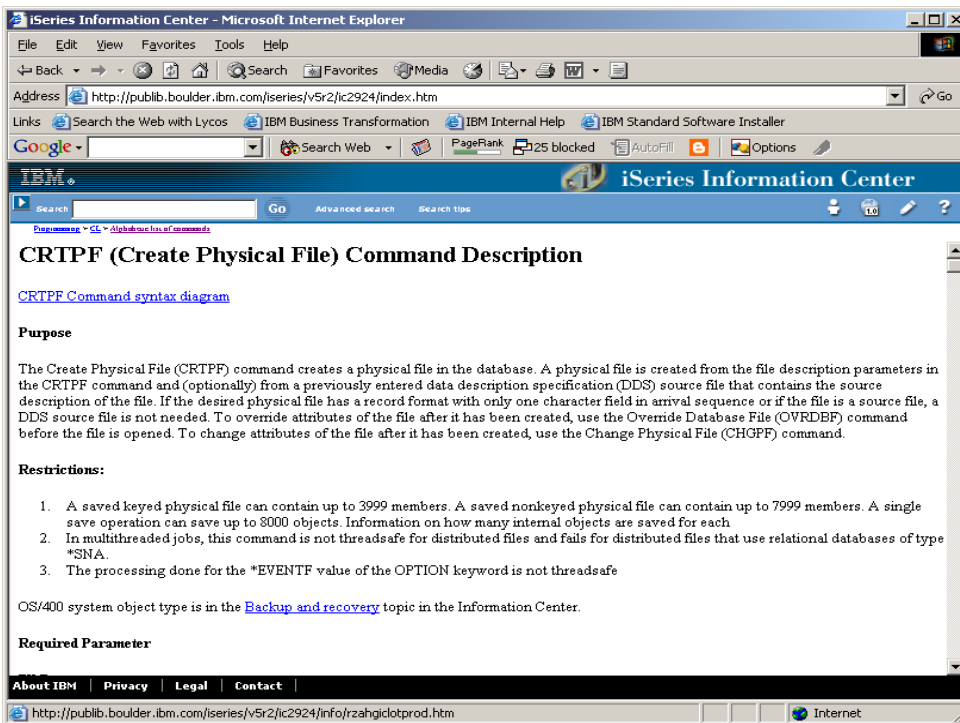 iSeries Information Center - Microsoft Internet Explorer
File Edit View Favorites Tools Help
Back Search Favorites Media
Address http://publib.boulder.ibm.com/iseries/v5r2/ic2924/index.htm Go
Links Search the Web with Lycos IBM Business Transformation IBM Internal Help IBM Standard Software Installer
Google Search Web PageRank 25 blocked AutoFill Options
IBM iSeries Information Center
Search Go Advanced search Search tips 1.0 ?
Programming > CL > Alphabetic list of commands
CRTPF (Create Physical File) Command Description
CRTPF Command syntax diagram
Purpose
The Create Physical File (CRTPF) command creates a physical file in the database. A physical file is created from the file description parameters in
the CRTPF command and (optionally) from a previously entered data description specification (DDS) source file that contains the source
description of the file. If the desired physical file has a record format with only one character field in arrival sequence or if the file is a source file, a
DDS source file is not needed. To override attributes of the file after it has been created, use the Override Database File (OVRDBF) command
before the file is opened. To change attributes of the file after it has been created, use the Change Physical File (CHGPF) command.
Restrictions:
1. A saved keyed physical file can contain up to 3999 members. A saved nonkeyed physical file can contain up to 7999 members. A single
save operation can save up to 8000 objects. Information on how many internal objects are saved for each
2. In multithreaded jobs, this command is not threadsafe for distributed files and fails for distributed files that use relational databases of type
*SNA.
3. The processing done for the *EVENTF value of the OPTION keyword is not threadsafe
OS/400 system object type is in the Backup and recovery topic in the Information Center.
Required Parameter
About IBM | Privacy | Legal | Contact |
http://publib.boulder.ibm.com/iseries/v5r2/ic2924/info/rzahgiclotprod.htm Internet